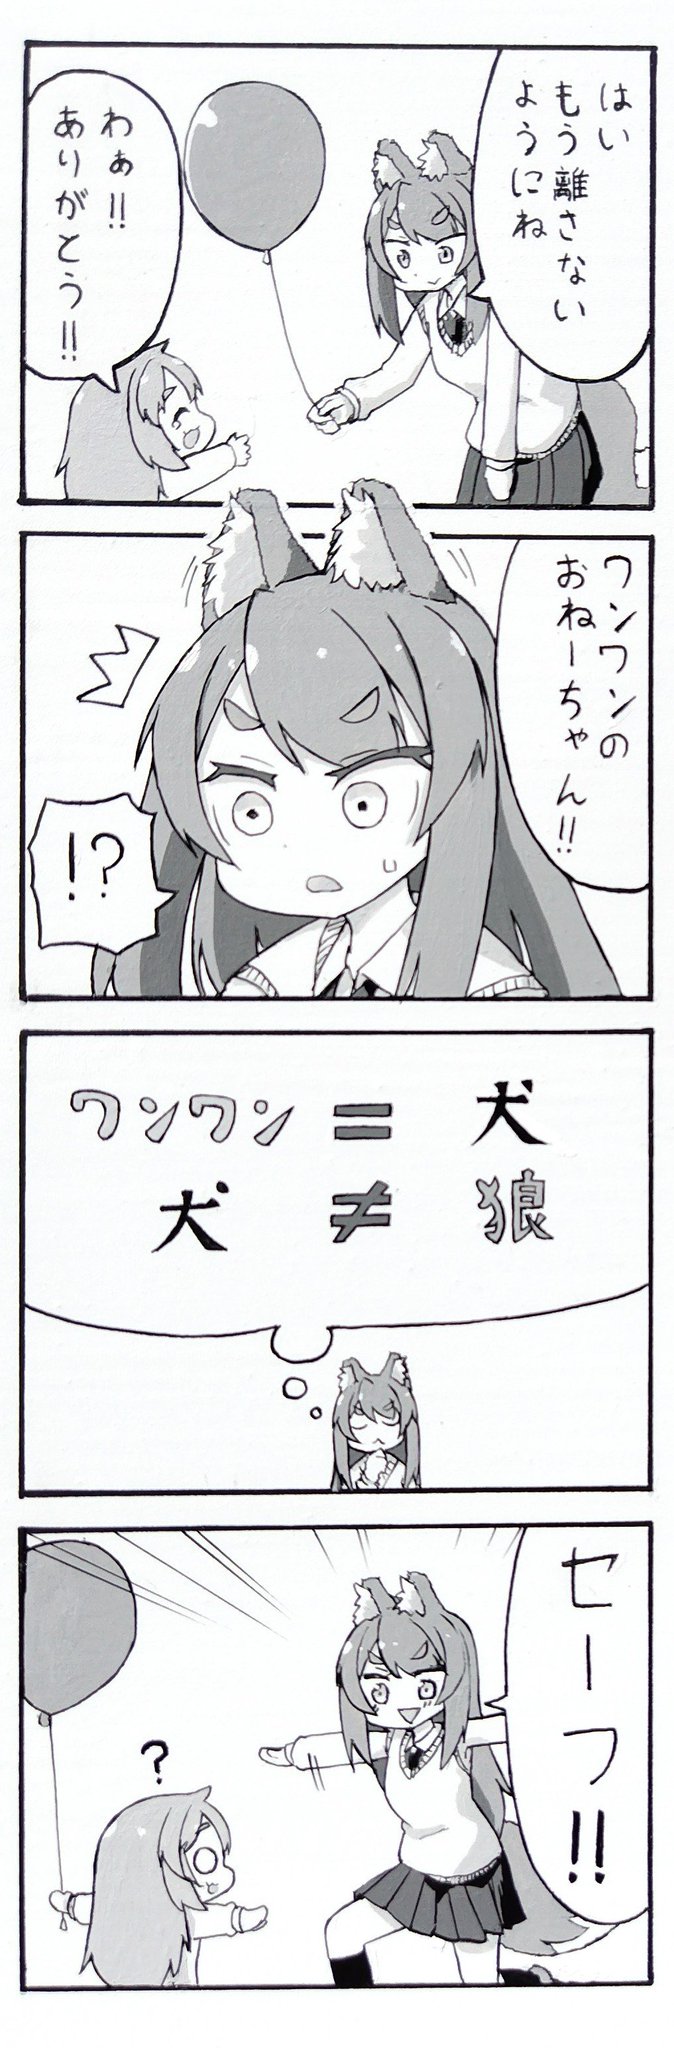 はい
もう離さない
ようにね
わぁ!!
ありがとう!!
ワンワンの
おねーちゃん!!
!?
ワンワン = 犬
犬 ≠ 狼
セーフ!!
?